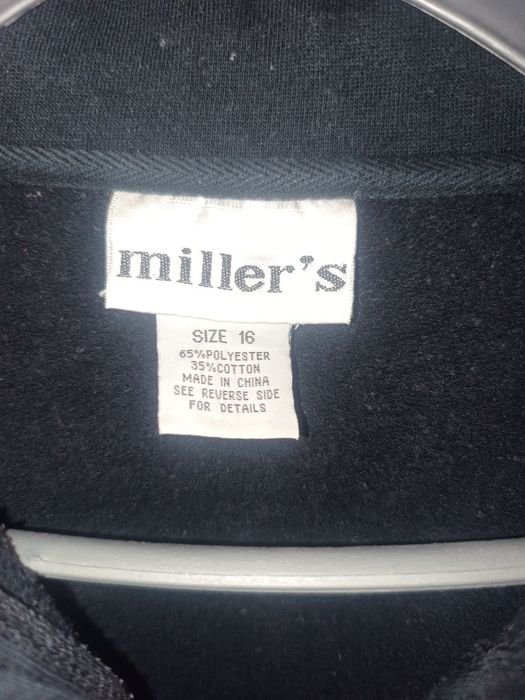 miller's
SIZE 16
65%POLYESTER
35%COTTON
MADE IN CHINA
SEE REVERSE SIDE
FOR DETAILS